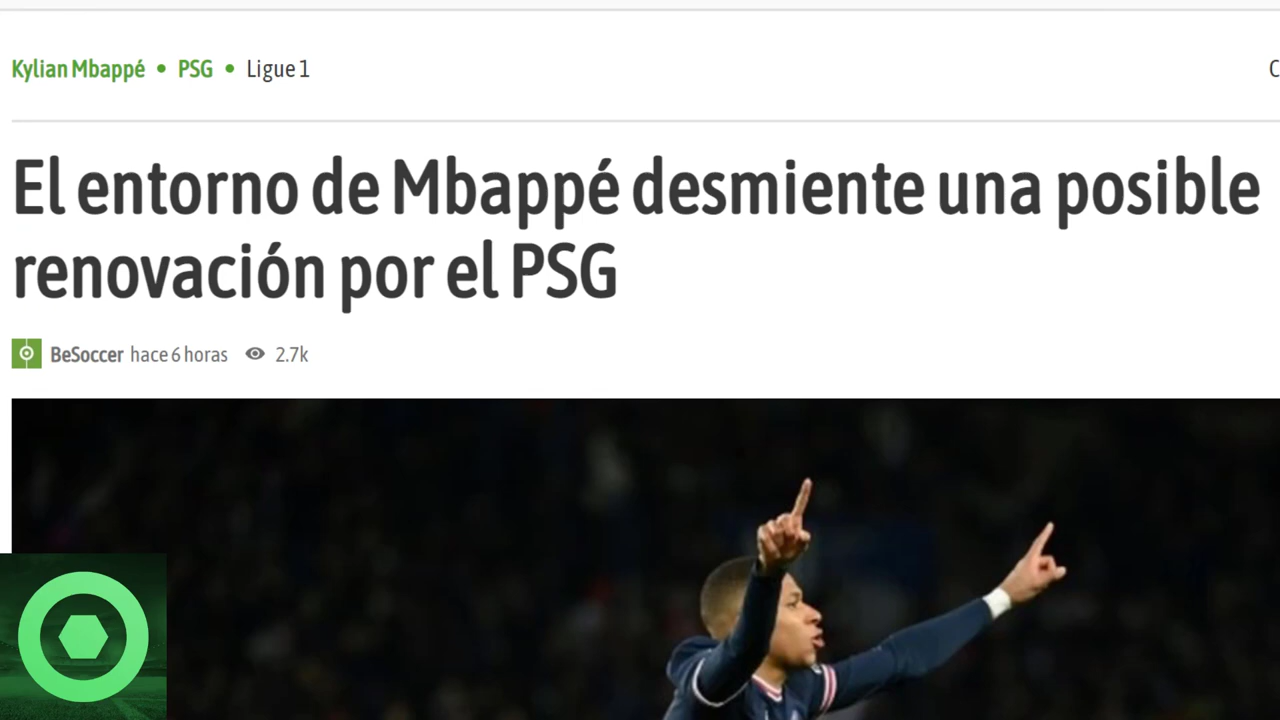 Kylian Mbappé • PSG • Ligue 1
El entorno de Mbappé desmiente una posible
renovación por el PSG
BeSoccer hace 6 horas 2.7k